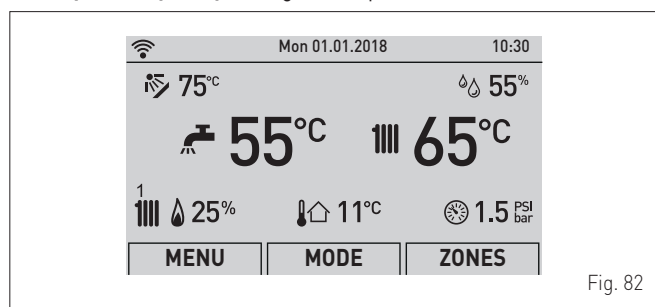 Mon 01.01.2018 10:30
75°C 55%
55°C 65°C
1
25% 11°C 1.5 PSI bar
MENU MODE ZONES
Fig. 82